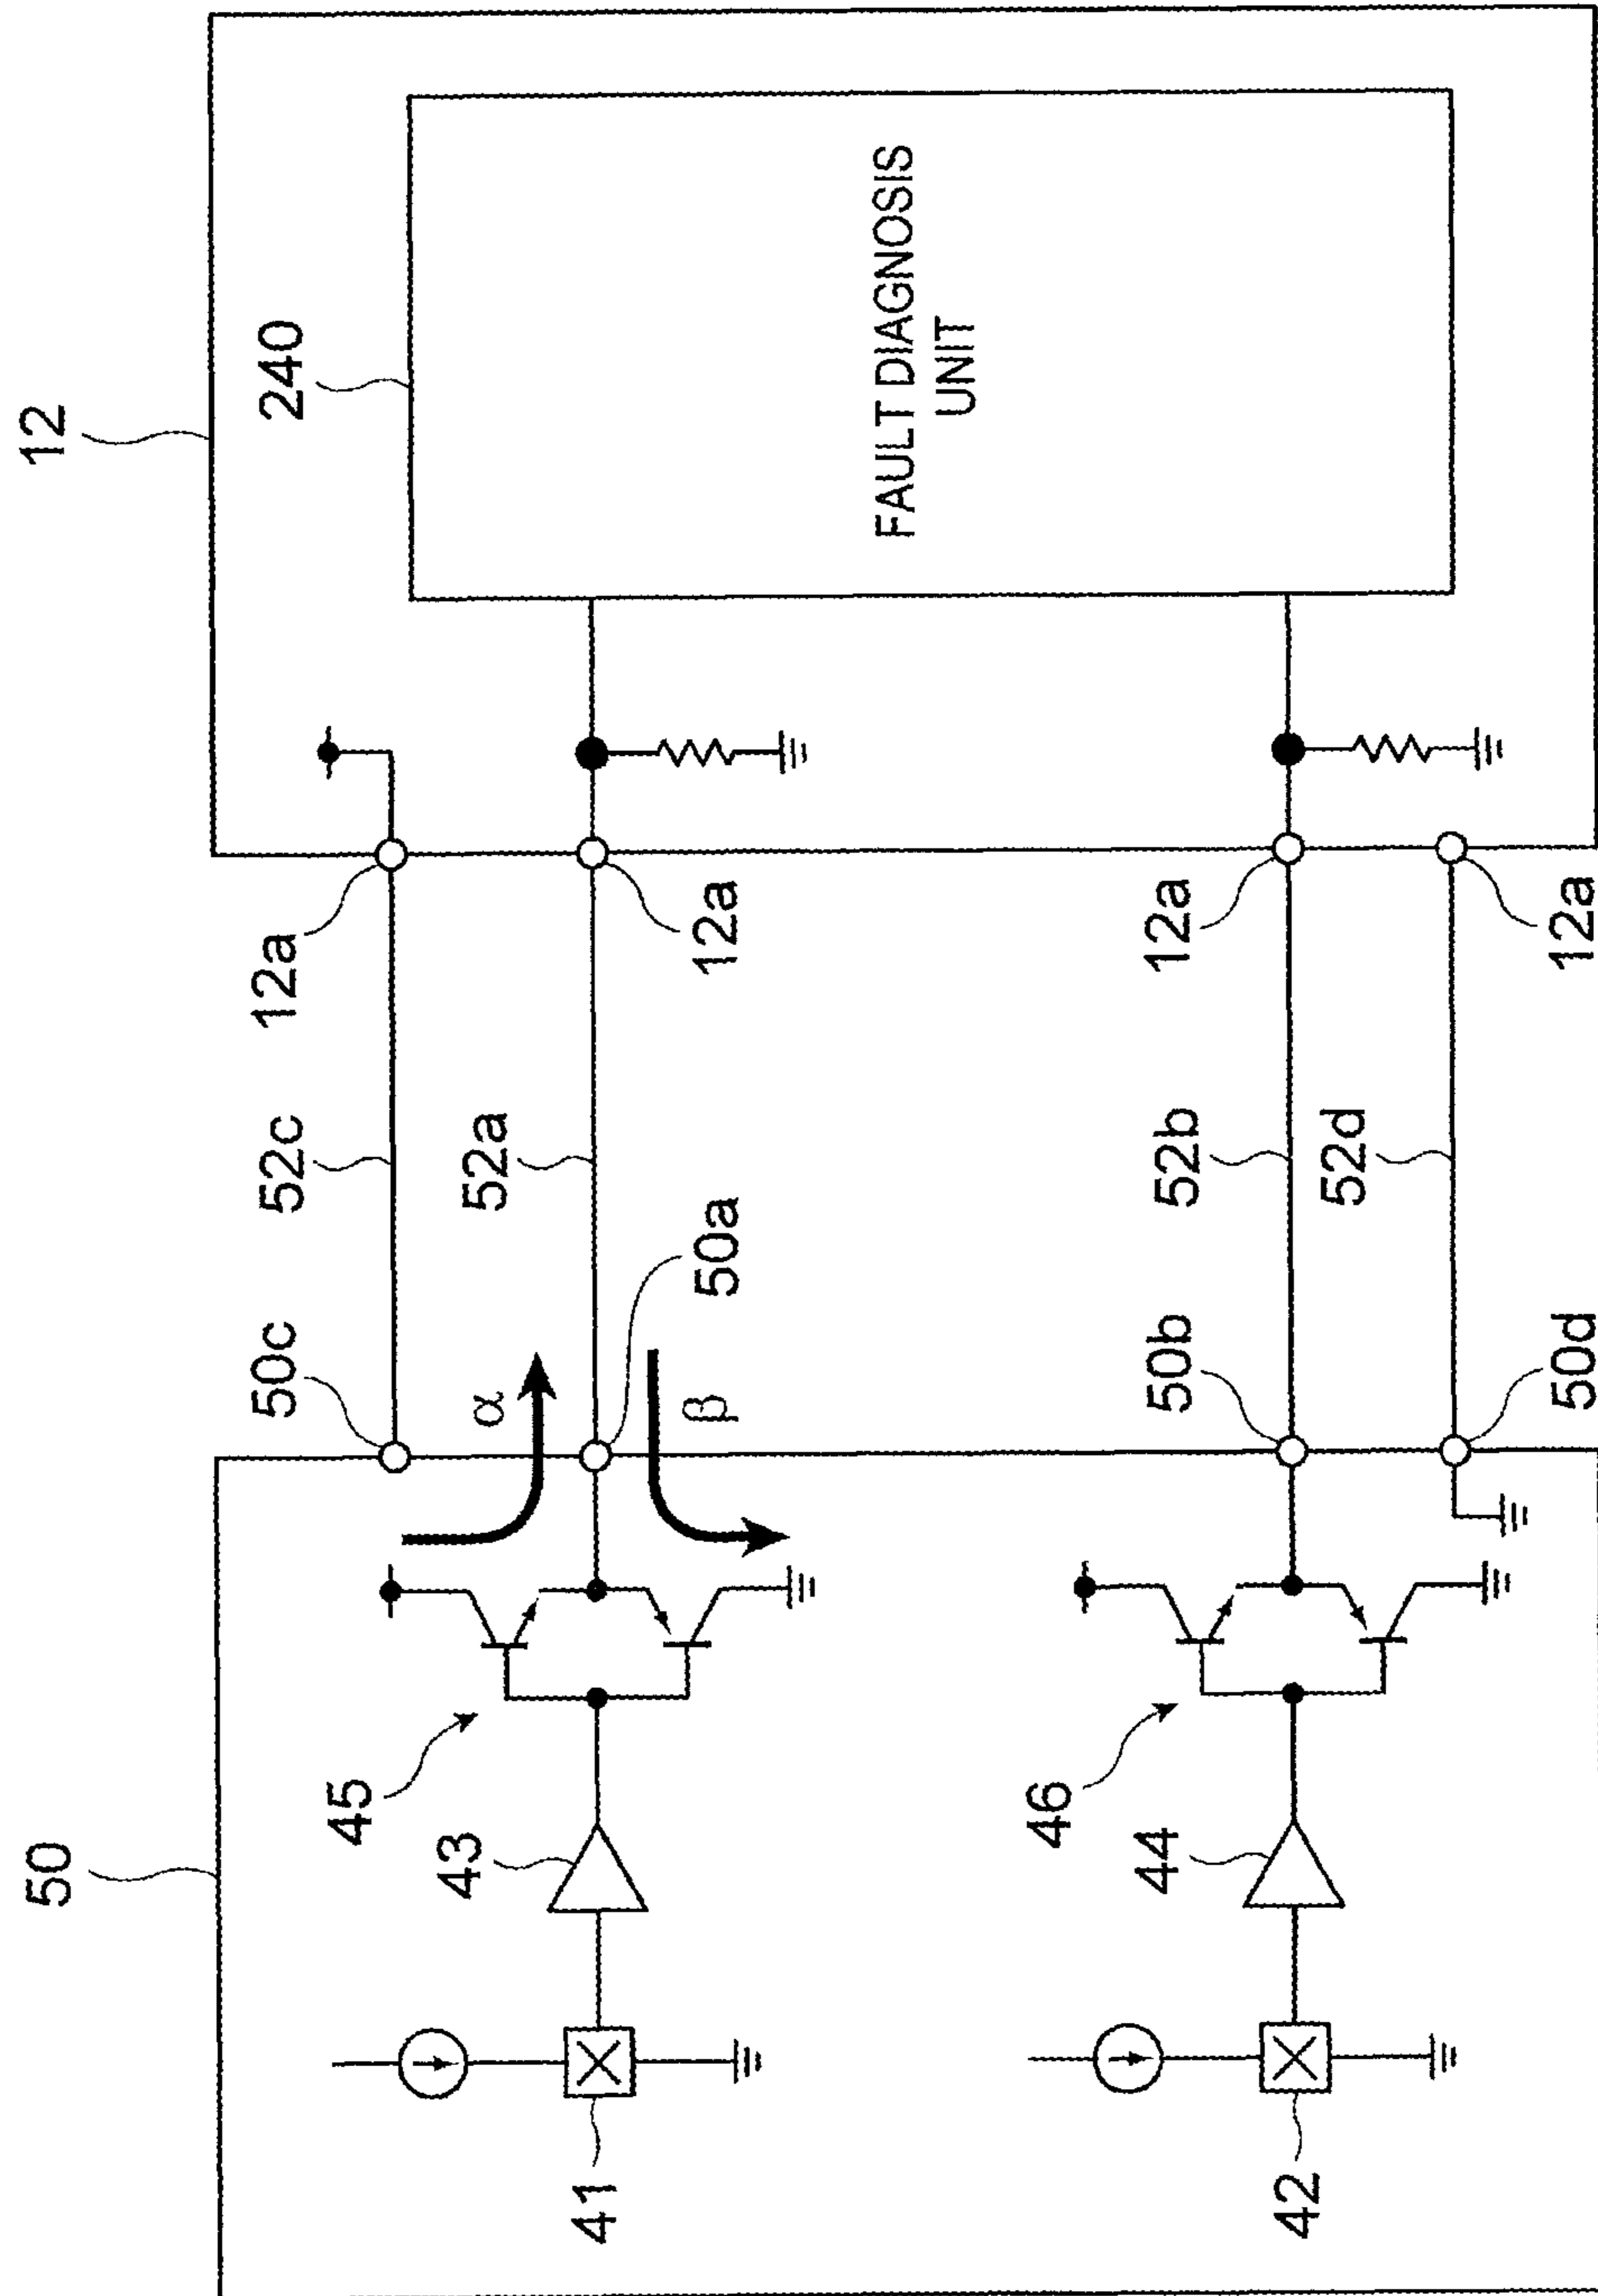 50
12
50c
52c
12a
240
45
43
α
52a
41
β
50a
12a
FAULT DIAGNOSIS
UNIT
46
44
50b
52b
12a
42
52d
50d
12a